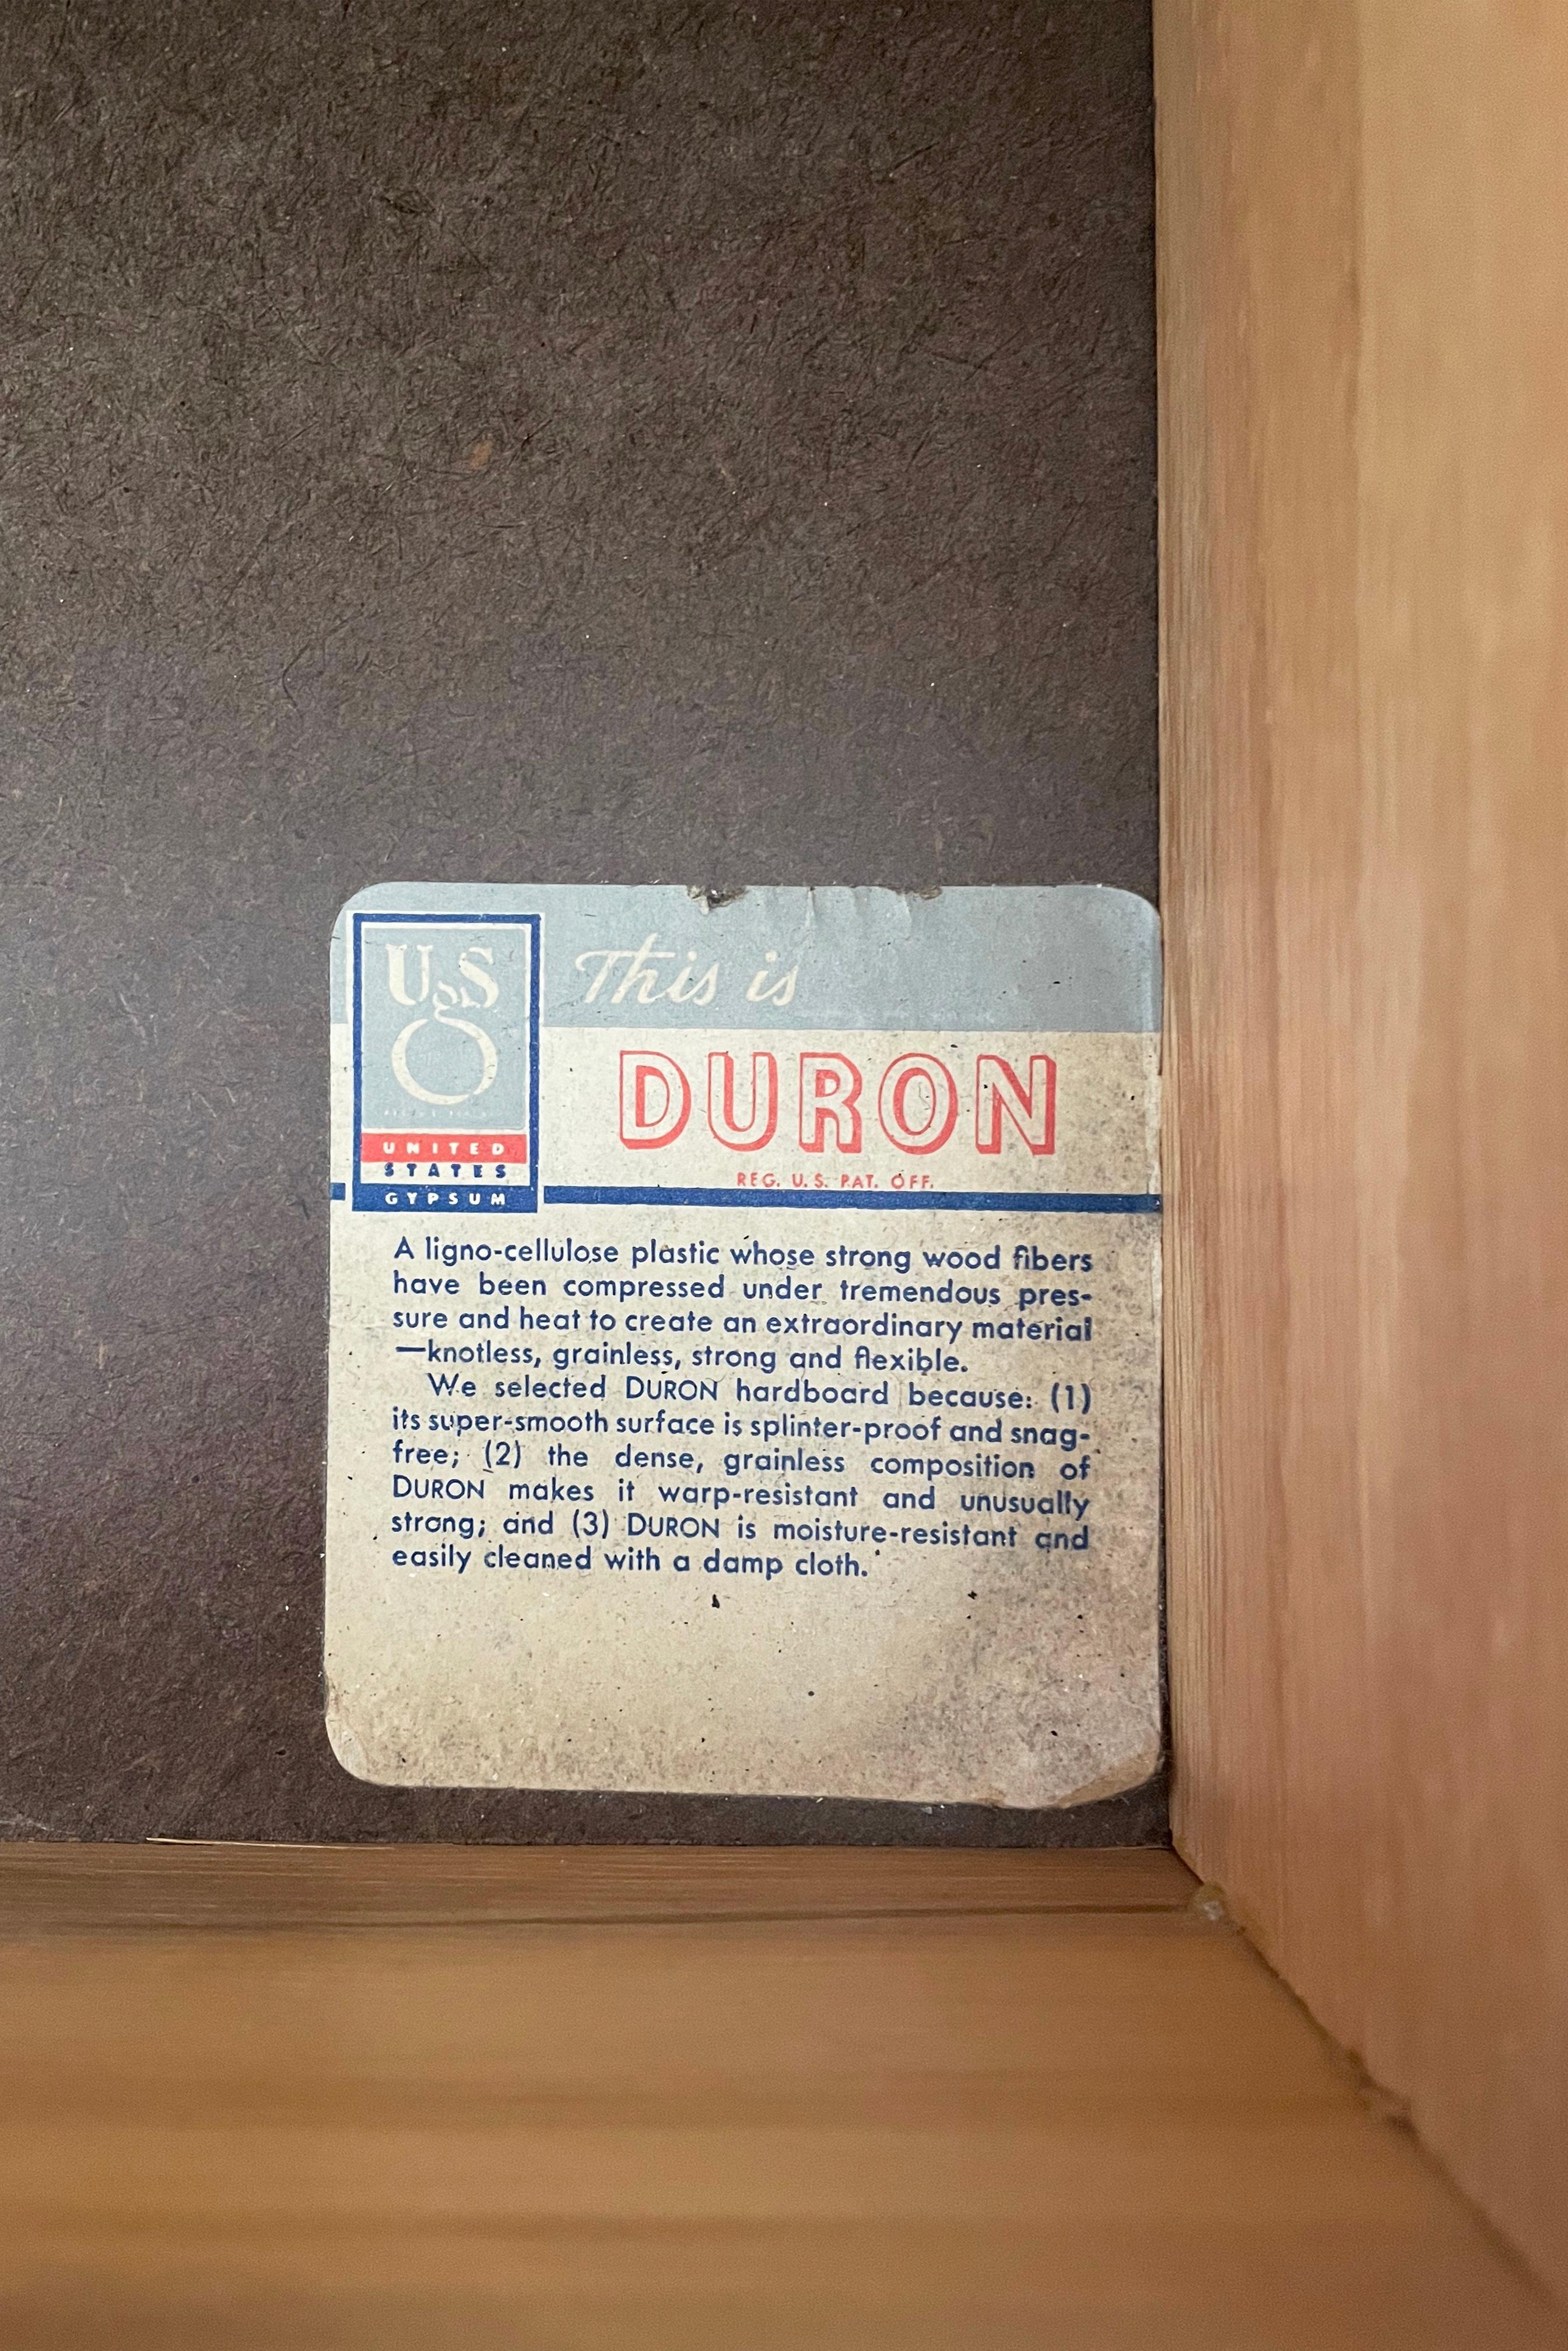 U&S
G
This is
DURON
REG. U.S. PAT. OFF.
UNITED
STATES
GYPSUM
A ligno-cellulose plastic whose strong wood fibers
have been compressed under tremendous pres-
sure and heat to create an extraordinary material
—knotless, grainless, strong and flexible.
We selected DURON hardboard because: (1)
its super-smooth surface is splinter-proof and snag-
free; (2) the dense, grainless composition of
DURON makes it warp-resistant and unusually
strong; and (3) DURON is moisture-resistant and
easily cleaned with a damp cloth.